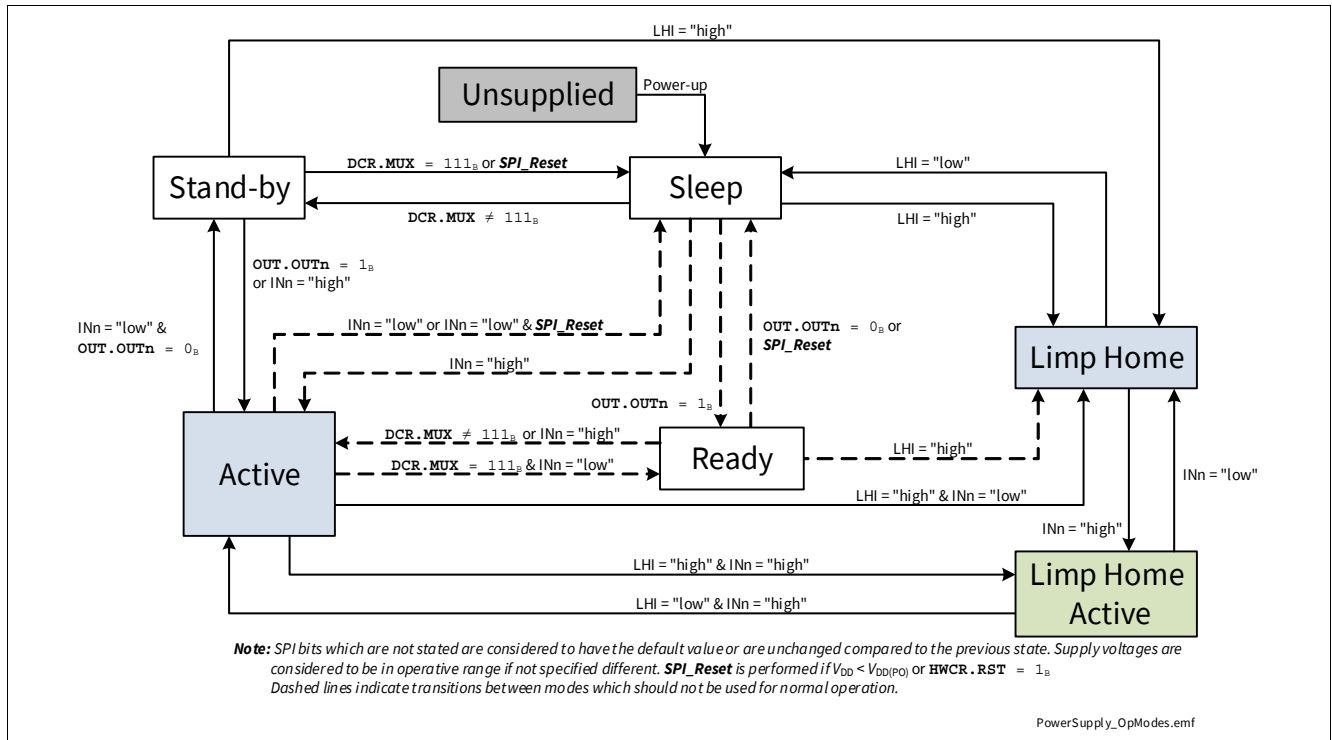 LHI = "high"
Unsupplied
Power-up
Stand-by
DCR.MUX = 111B or SPI_Reset
Sleep
LHI = "low"
DCR.MUX ≠ 111B
LHI = "high"
OUT.OUTn = 1B
or INn = "high"
INn = "low" &
OUT.OUTn = 0B
INn = "low" or INn = "low" & SPI_Reset
OUT.OUTn = 0B or
SPI_Reset
Limp Home
INn = "high"
OUT.OUTn = 1B
Active
DCR.MUX ≠ 111B or INn = "high"
Ready
LHI = "high"
DCR.MUX = 111B & INn = "low"
INn = "low"
LHI = "high" & INn = "low"
INn = "high"
LHI = "high" & INn = "high"
Limp Home
Active
LHI = "low" & INn = "high"
Note: SPI bits which are not stated are considered to have the default value or are unchanged compared to the previous state. Supply voltages are
considered to be in operative range if not specified different. SPI_Reset is performed if VDD < VDD(PO) or HWCR.RST = 1B
Dashed lines indicate transitions between modes which should not be used for normal operation.
PowerSupply_OpModes.emf